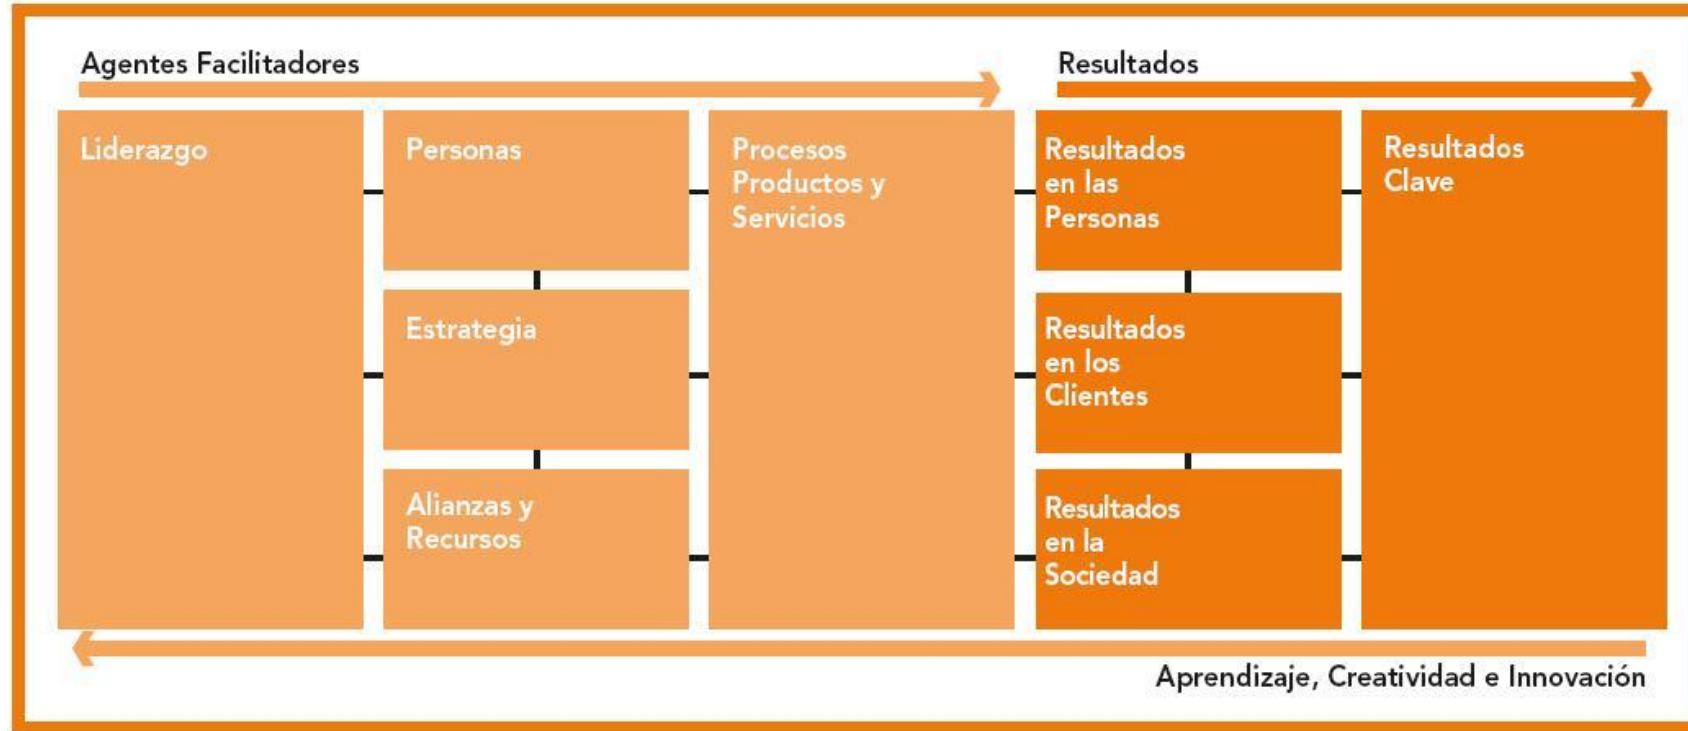 Agentes Facilitadores
Resultados
Liderazgo
Personas
Procesos
Productos y
Servicios
Resultados
en las
Personas
Resultados
Clave
Estrategia
Resultados
en los
Clientes
Alianzas y
Recursos
Resultados
en la
Sociedad
Aprendizaje, Creatividad e Innovación